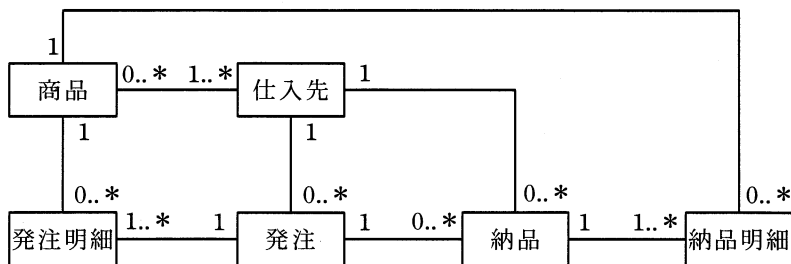 1
0..* 1..* 1
商品 仕入先
1 1
0..* 0..* 0..* 0..*
1..* 1 1 0..* 1 1..*
発注明細 発注 納品 納品明細